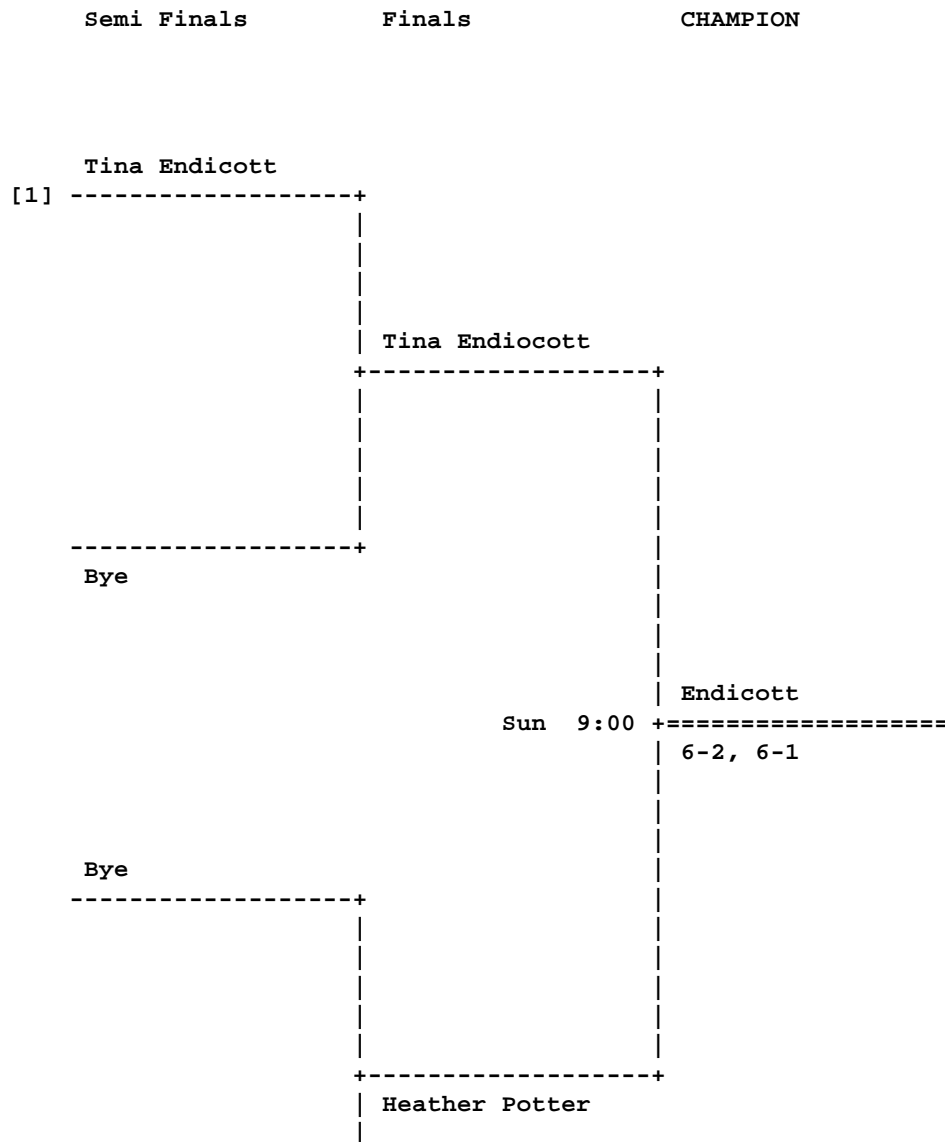 Semi Finals Finals CHAMPION
Tina Endicott
[1] -------------------+
| Tina Endiocott
+-------------------+
-------------------+
Bye
| Endicott
Sun 9:00 +===================
| 6-2, 6-1
Bye
-------------------+
+-------------------+
| Heather Potter